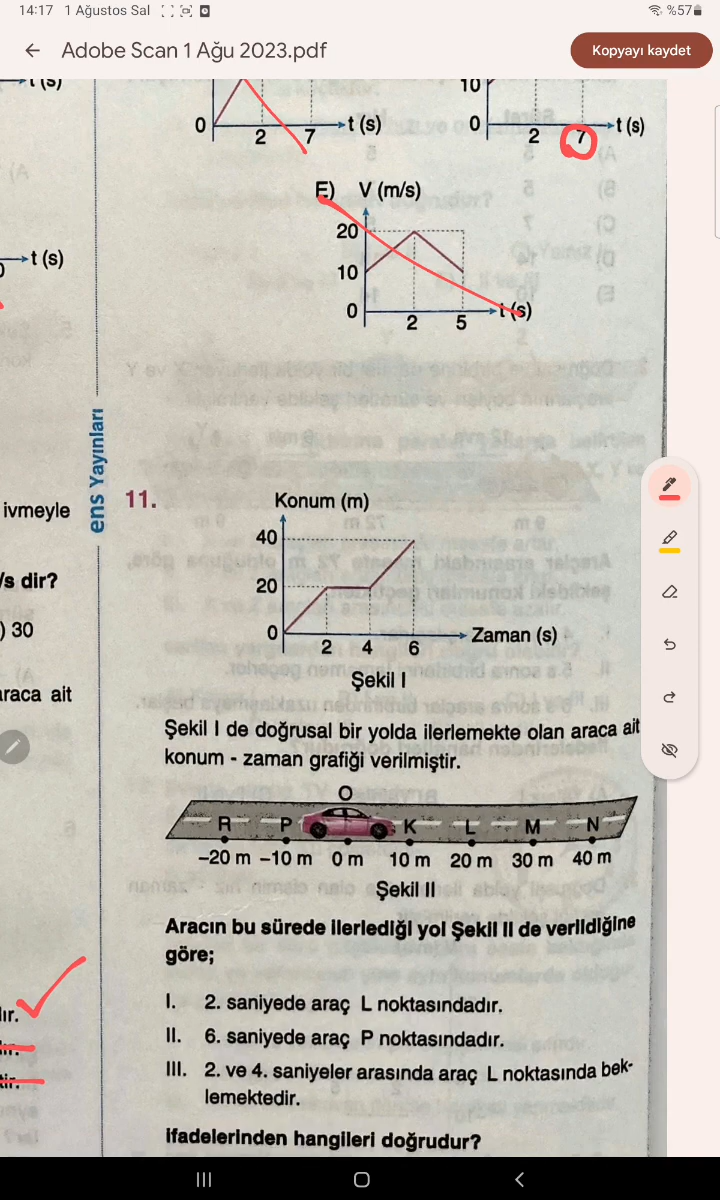 14:17 1 Ağustos Sal
%57
Adobe Scan 1 Ağu 2023.pdf
Kopyayı kaydet
t (s)
0
2
7
t (s)
10
0
2
7
t (s)
E) V (m/s)
20
10
0
2
5
t (s)
t (s)
ens Yayınları
ivmeyle
/s dir?
) 30
araca ait
11.
Konum (m)
40
20
0
2
4
6
Zaman (s)
Şekil I
Şekil I de doğrusal bir yolda ilerlemekte olan araca ait
konum - zaman grafiği verilmiştir.
O
R P K L M N
–20 m –10 m 0 m 10 m 20 m 30 m 40 m
Şekil II
Aracın bu sürede ilerlediği yol Şekil II de verildiğine
göre;
I. 2. saniyede araç L noktasındadır.
II. 6. saniyede araç P noktasındadır.
III. 2. ve 4. saniyeler arasında araç L noktasında bek-
lemektedir.
ifadelerinden hangileri doğrudur?